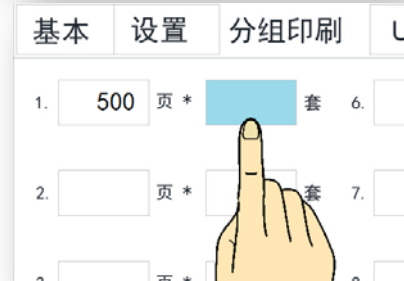 基本 设置 分组印刷
1. 500 页 * 套 6.
2. 页 * 套 7.